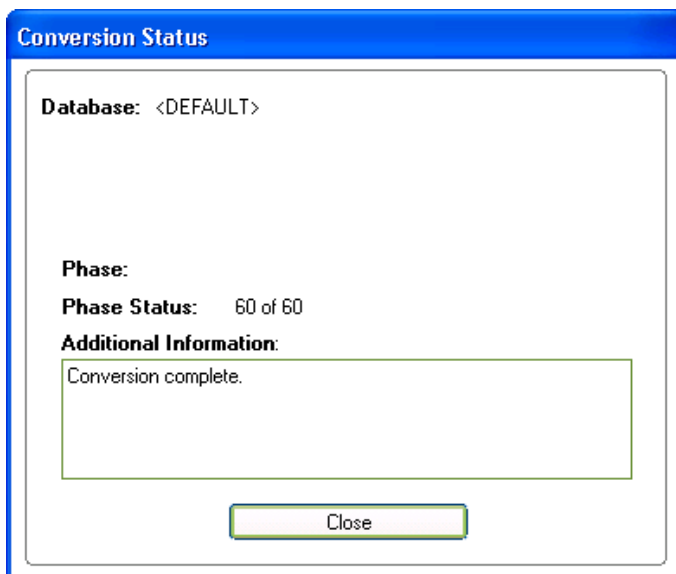 Conversion Status
Database: <DEFAULT>
Phase:
Phase Status: 60 of 60
Additional Information:
Conversion complete.
Close